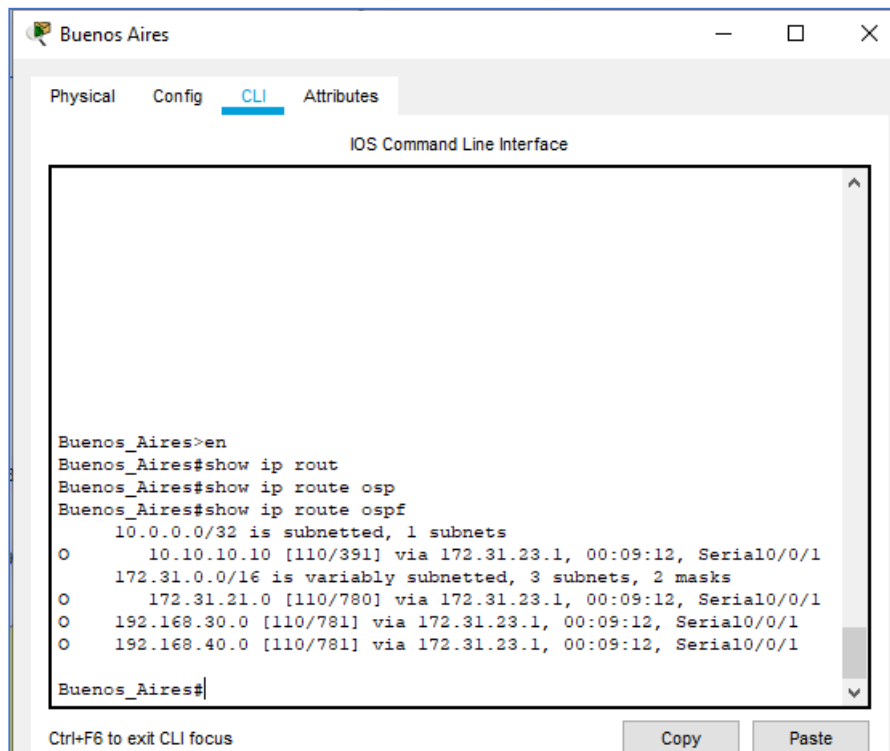 Buenos Aires
Physical Config CLI Attributes
IOS Command Line Interface
Buenos_Aires>en
Buenos_Aires#show ip rout
Buenos_Aires#show ip route osp
Buenos_Aires#show ip route ospf
     10.0.0.0/32 is subnetted, 1 subnets
O       10.10.10.10 [110/391] via 172.31.23.1, 00:09:12, Serial0/0/1
     172.31.0.0/16 is variably subnetted, 3 subnets, 2 masks
O       172.31.21.0 [110/780] via 172.31.23.1, 00:09:12, Serial0/0/1
O    192.168.30.0 [110/781] via 172.31.23.1, 00:09:12, Serial0/0/1
O    192.168.40.0 [110/781] via 172.31.23.1, 00:09:12, Serial0/0/1
Buenos_Aires#
Ctrl+F6 to exit CLI focus Copy Paste